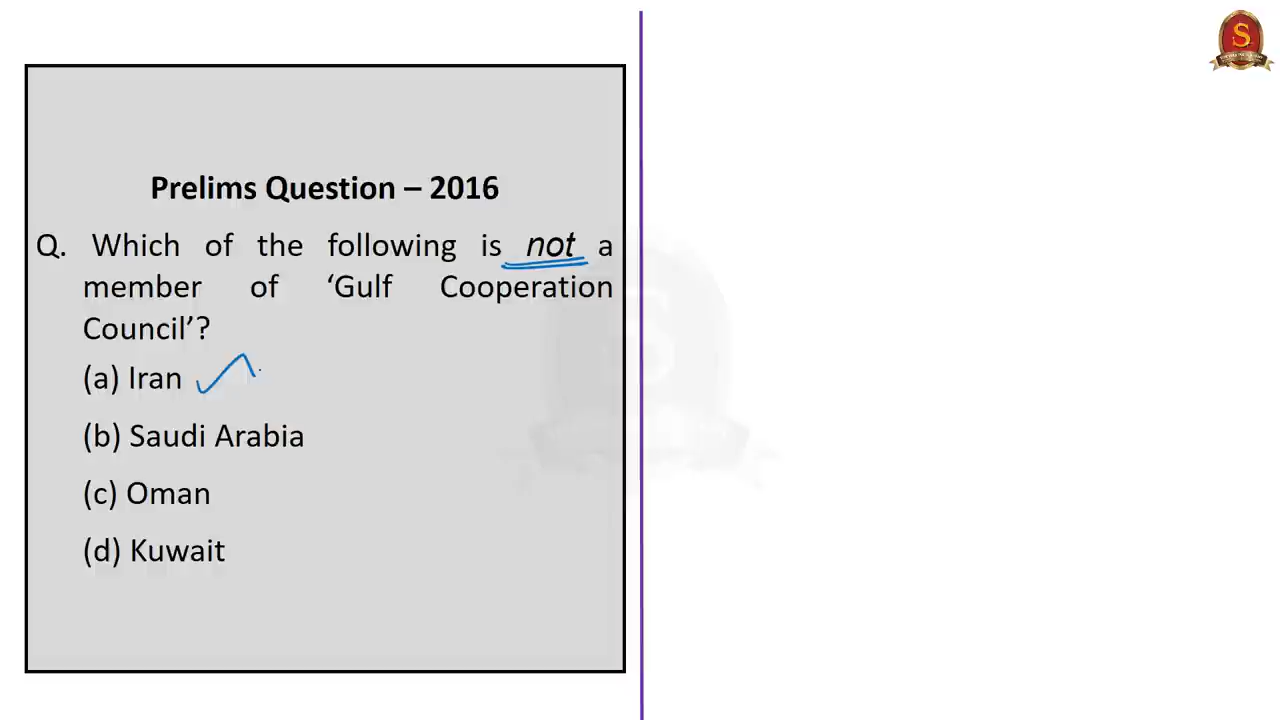 Prelims Question – 2016
Q. Which of the following is not a
member of ‘Gulf Cooperation
Council’?
(a) Iran
(b) Saudi Arabia
(c) Oman
(d) Kuwait
S